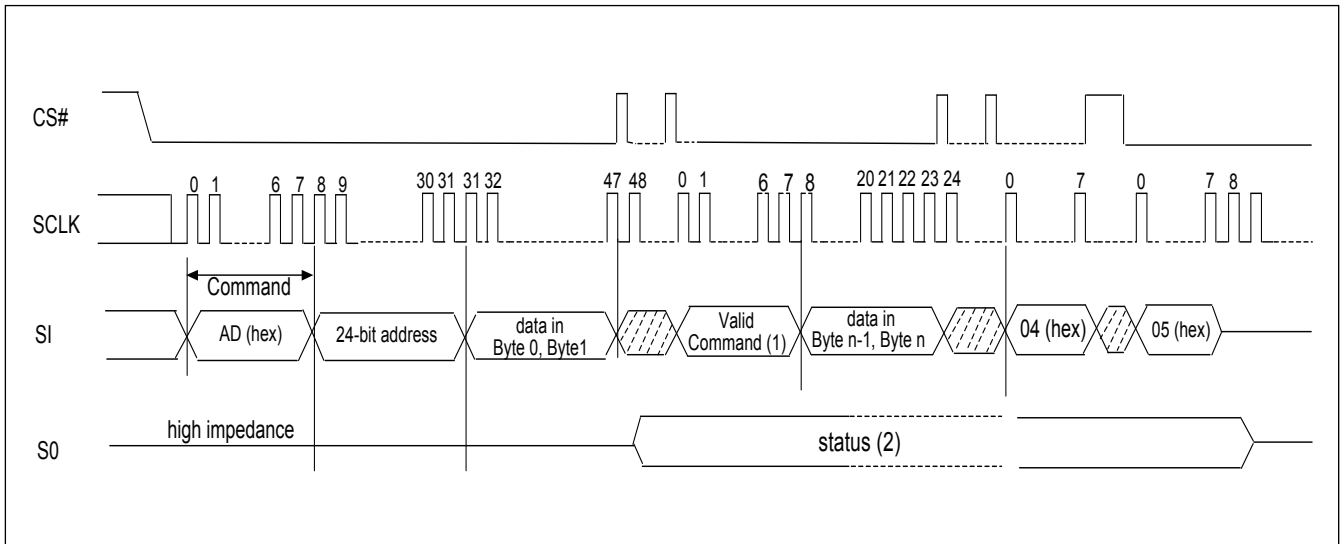 CS#
0 1 6 7 8 9 30 31 31 32 47 48 0 1 6 7 8 20 21 22 23 24 0 7 0 7 8
SCLK
Command
SI
AD (hex)
24-bit address
data in
Byte 0, Byte1
Valid
Command (1)
data in
Byte n-1, Byte n
04 (hex)
05 (hex)
high impedance
S0
status (2)